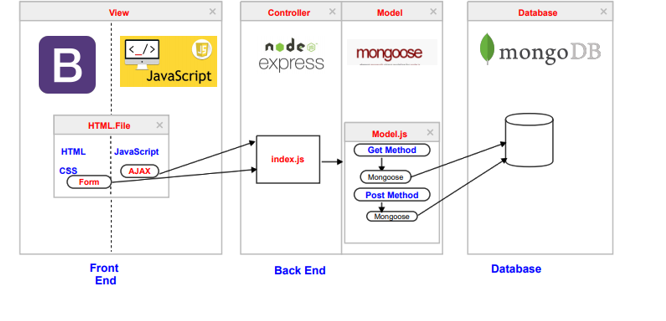 View
Controller
Model
Database
B
<_/>
JS
JavaScript
node
express
mongoose
mongoDB
HTML.File
HTML
JavaScript
CSS
AJAX
Form
index.js
Model.js
Get Method
Mongoose
Post Method
Mongoose
Front
End
Back End
Database